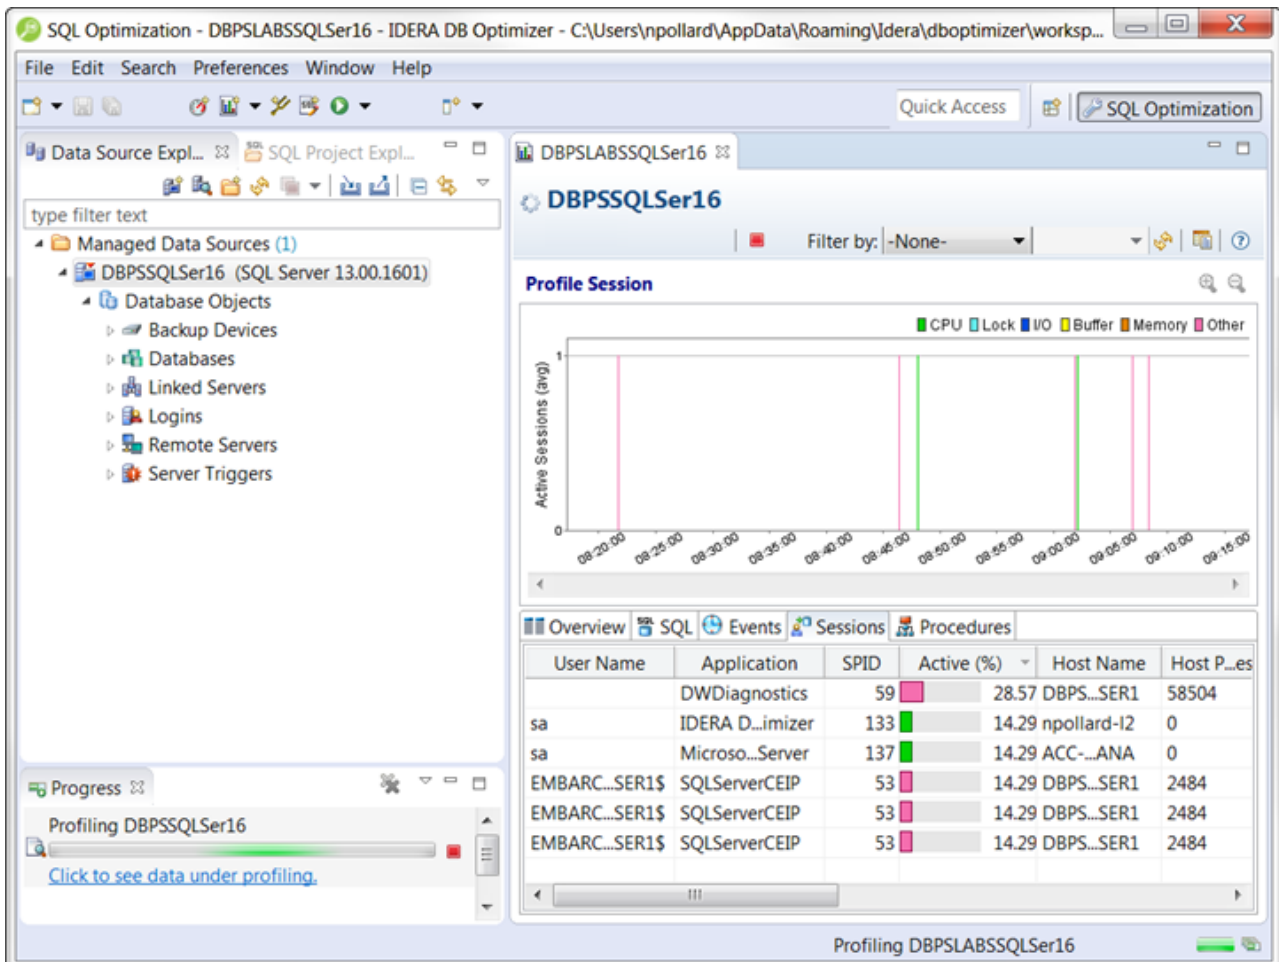 SQL Optimization - DBPSLABSSQLSer16 - IDERA DB Optimizer - C:\Users\npollard\AppData\Roaming\Idera\dboptimizer\worksp...
File Edit Search Preferences Window Help
Quick Access
SQL Optimization
Data Source Expl...
SQL Project Expl...
type filter text
Managed Data Sources (1)
DBPSSQLSer16 (SQL Server 13.00.1601)
Database Objects
Backup Devices
Databases
Linked Servers
Logins
Remote Servers
Server Triggers
DBPSLABSSQLSer16
DBPSSQLSer16
Filter by: -None-
Profile Session
CPU Lock I/O Buffer Memory Other
Active Sessions (avg)
1
0
08:20:00 08:25:00 08:30:00 08:35:00 08:40:00 08:45:00 08:50:00 08:55:00 09:00:00 09:05:00 09:10:00 09:15:00
Overview SQL Events Sessions Procedures
User Name Application SPID Active (%) Host Name Host P...es
DWDiagnostics 59 28.57 DBPS...SER1 58504
sa IDERA D...imizer 133 14.29 npollard-l2 0
sa Microso...Server 137 14.29 ACC-...ANA 0
EMBARC...SER1$ SQLServerCEIP 53 14.29 DBPS...SER1 2484
EMBARC...SER1$ SQLServerCEIP 53 14.29 DBPS...SER1 2484
EMBARC...SER1$ SQLServerCEIP 53 14.29 DBPS...SER1 2484
Progress
Profiling DBPSSQLSer16
Click to see data under profiling.
Profiling DBPSLABSSQLSer16